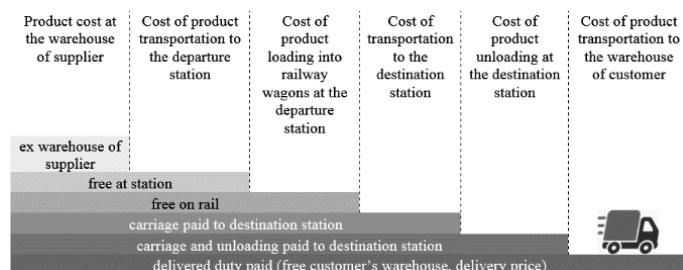 Product cost at
the warehouse
of supplier
Cost of product
transportation to
the departure
station
Cost of
product
loading into
railway
wagons at the
departure
station
Cost of
transportation
to the
destination
station
Cost of
product
unloading at
the destination
station
Cost of product
transportation to
the warehouse
of customer
ex warehouse of
supplier
free at station
free on rail
carriage paid to destination station
carriage and unloading paid to destination station
delivered duty paid (free customer's warehouse, delivery price)